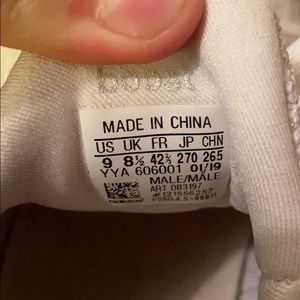 boost
MADE IN CHINA
US UK FR JP CHN
9 8½ 42⅔ 270 265
YYA 606001 01/19
MALE/MÂLE
ART DB3197